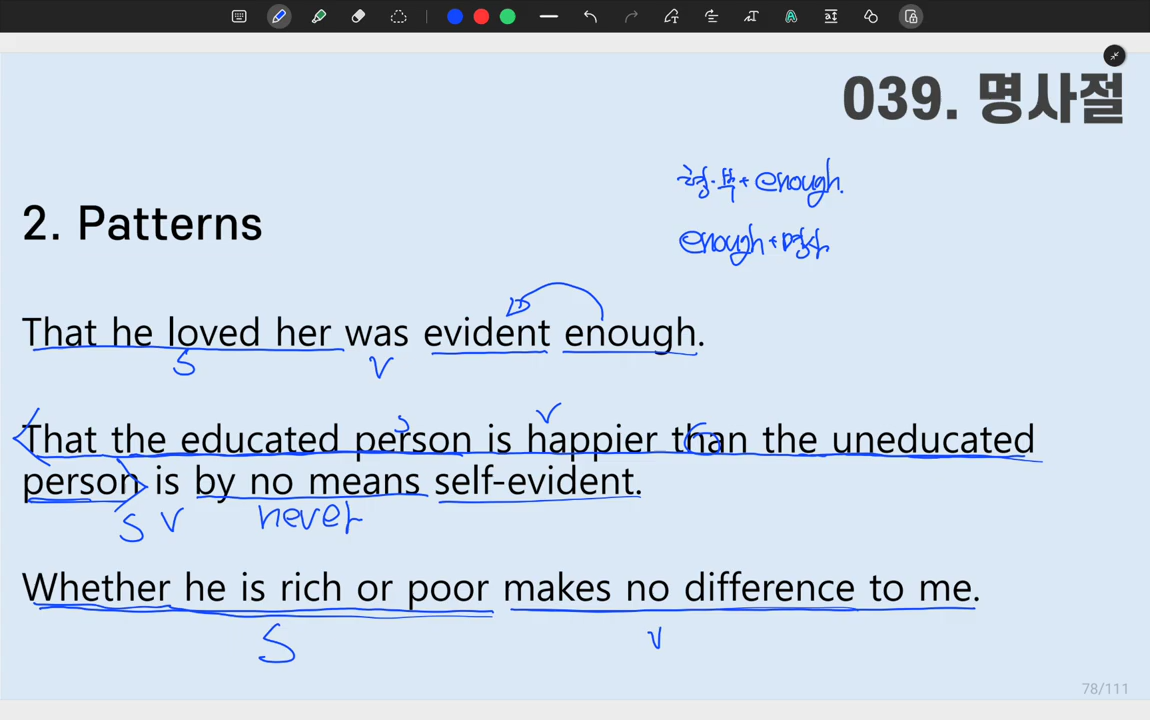 039. 명사절
형·부+enough.
enough+명사
2. Patterns
That he loved her was evident enough.
S V
S V
That the educated person is happier than the uneducated
person is by no means self-evident.
S V never
Whether he is rich or poor makes no difference to me.
S V
78/111